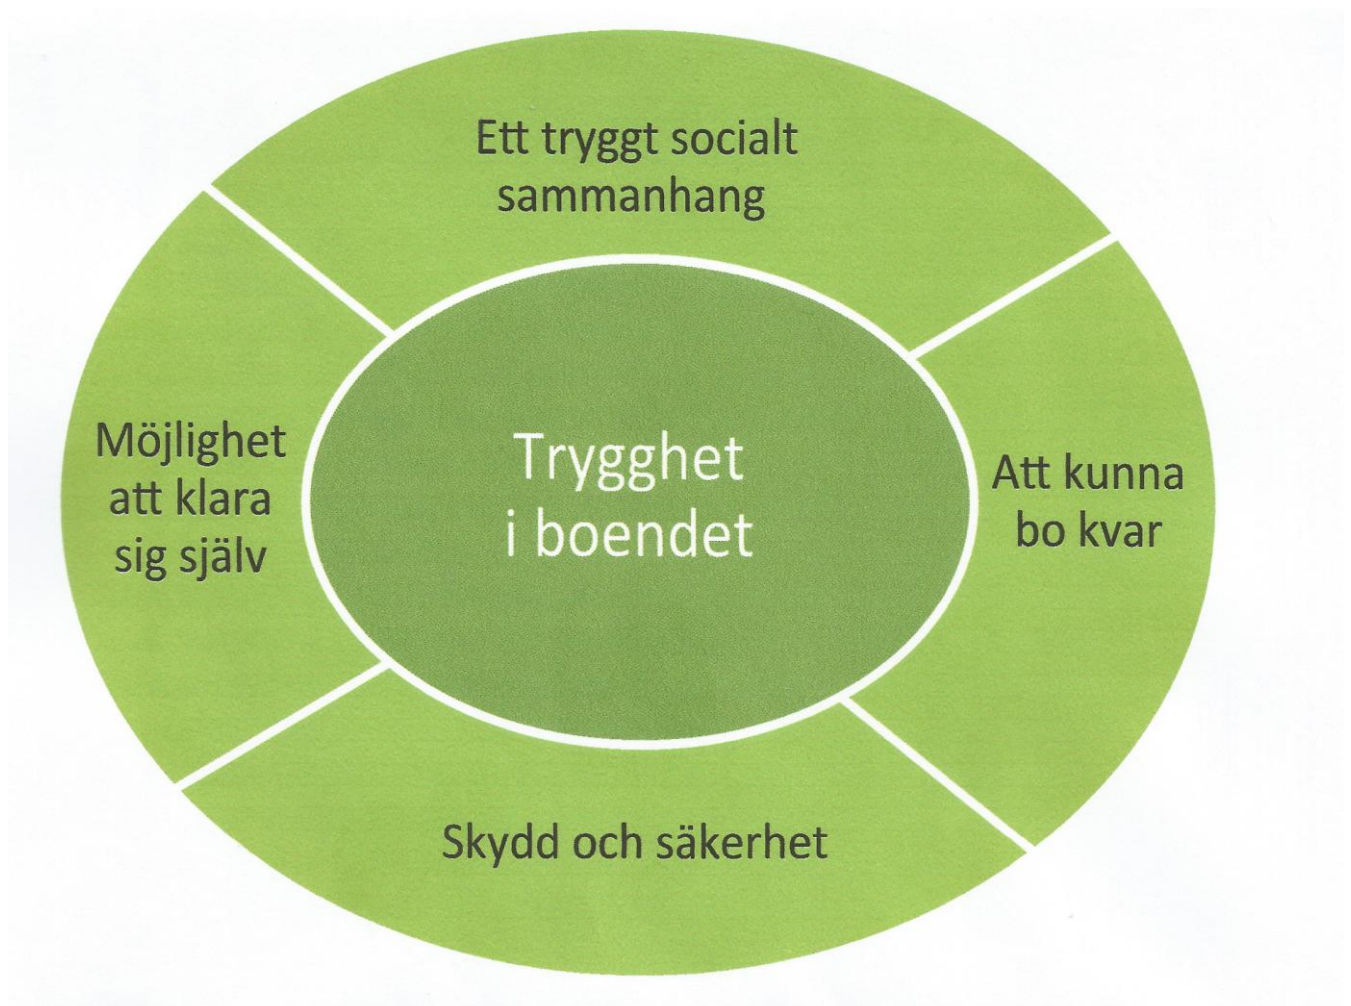 Ett tryggt socialt
sammanhang
Möjlighet
att klara
sig själv
Trygghet
i boendet
Att kunna
bo kvar
Skydd och säkerhet